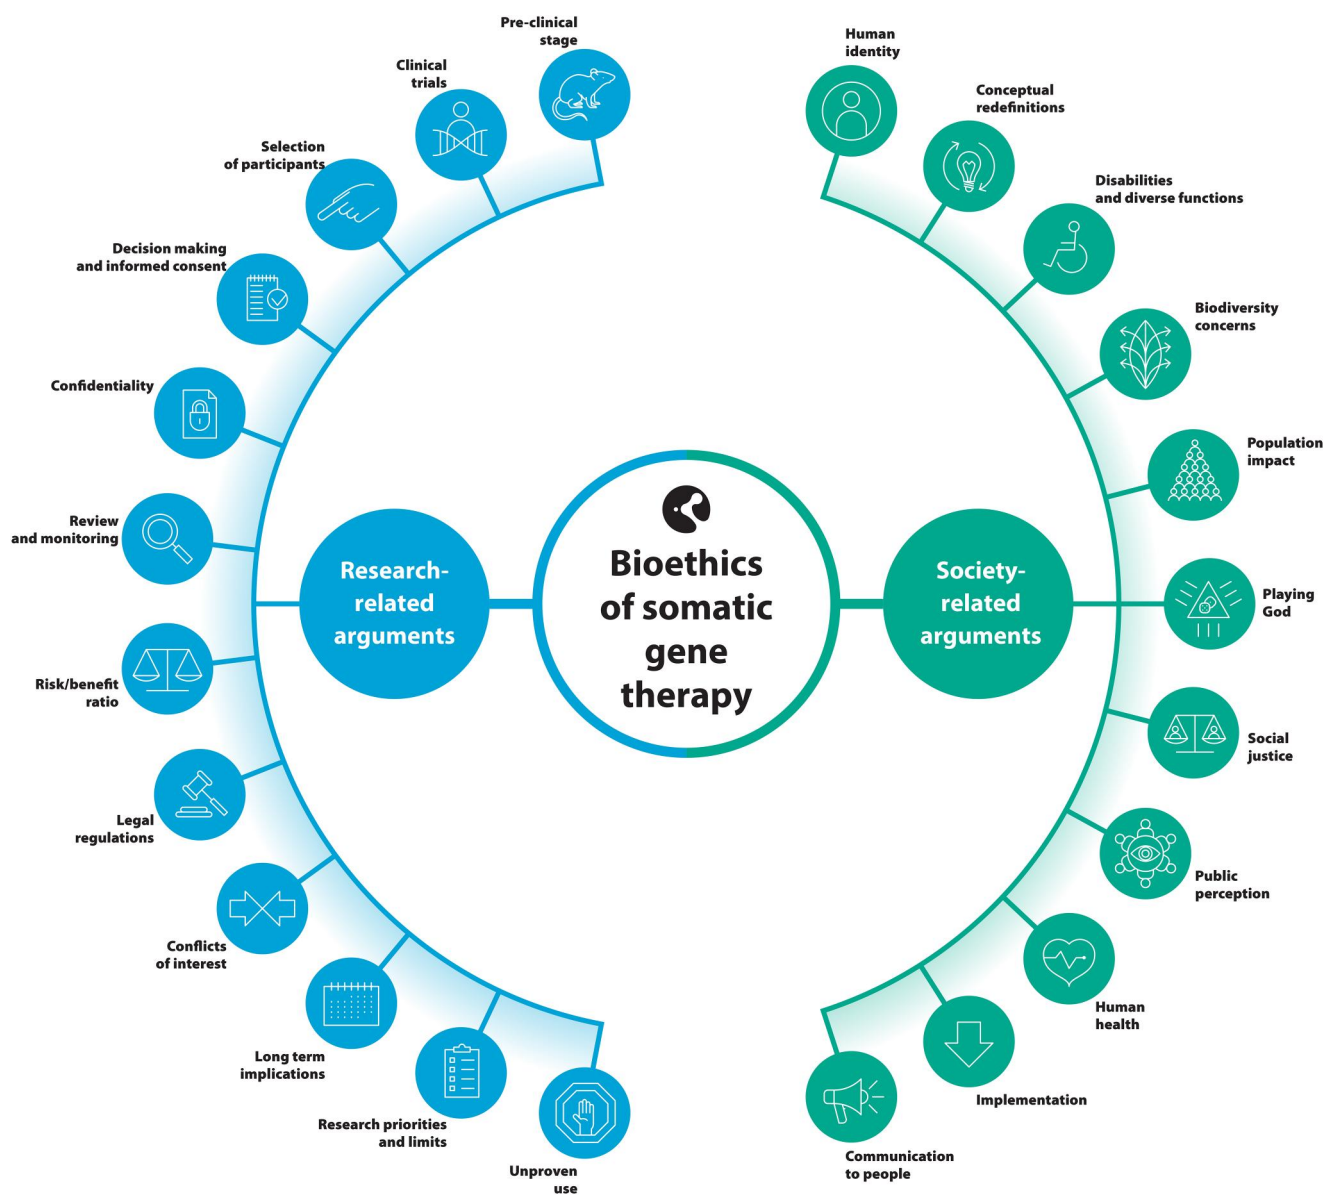 Pre-clinical
stage
Clinical
trials
Selection
of participants
Decision making
and informed consent
Confidentiality
Review
and monitoring
Risk/benefit
ratio
Legal
regulations
Conflicts
of interest
Long term
implications
Research priorities
and limits
Unproven
use
Research-
related
arguments
Bioethics
of somatic
gene
therapy
Society-
related
arguments
Human
identity
Conceptual
redefinitions
Disabilities
and diverse functions
Biodiversity
concerns
Population
impact
Playing
God
Social
justice
Public
perception
Human
health
Implementation
Communication
to people